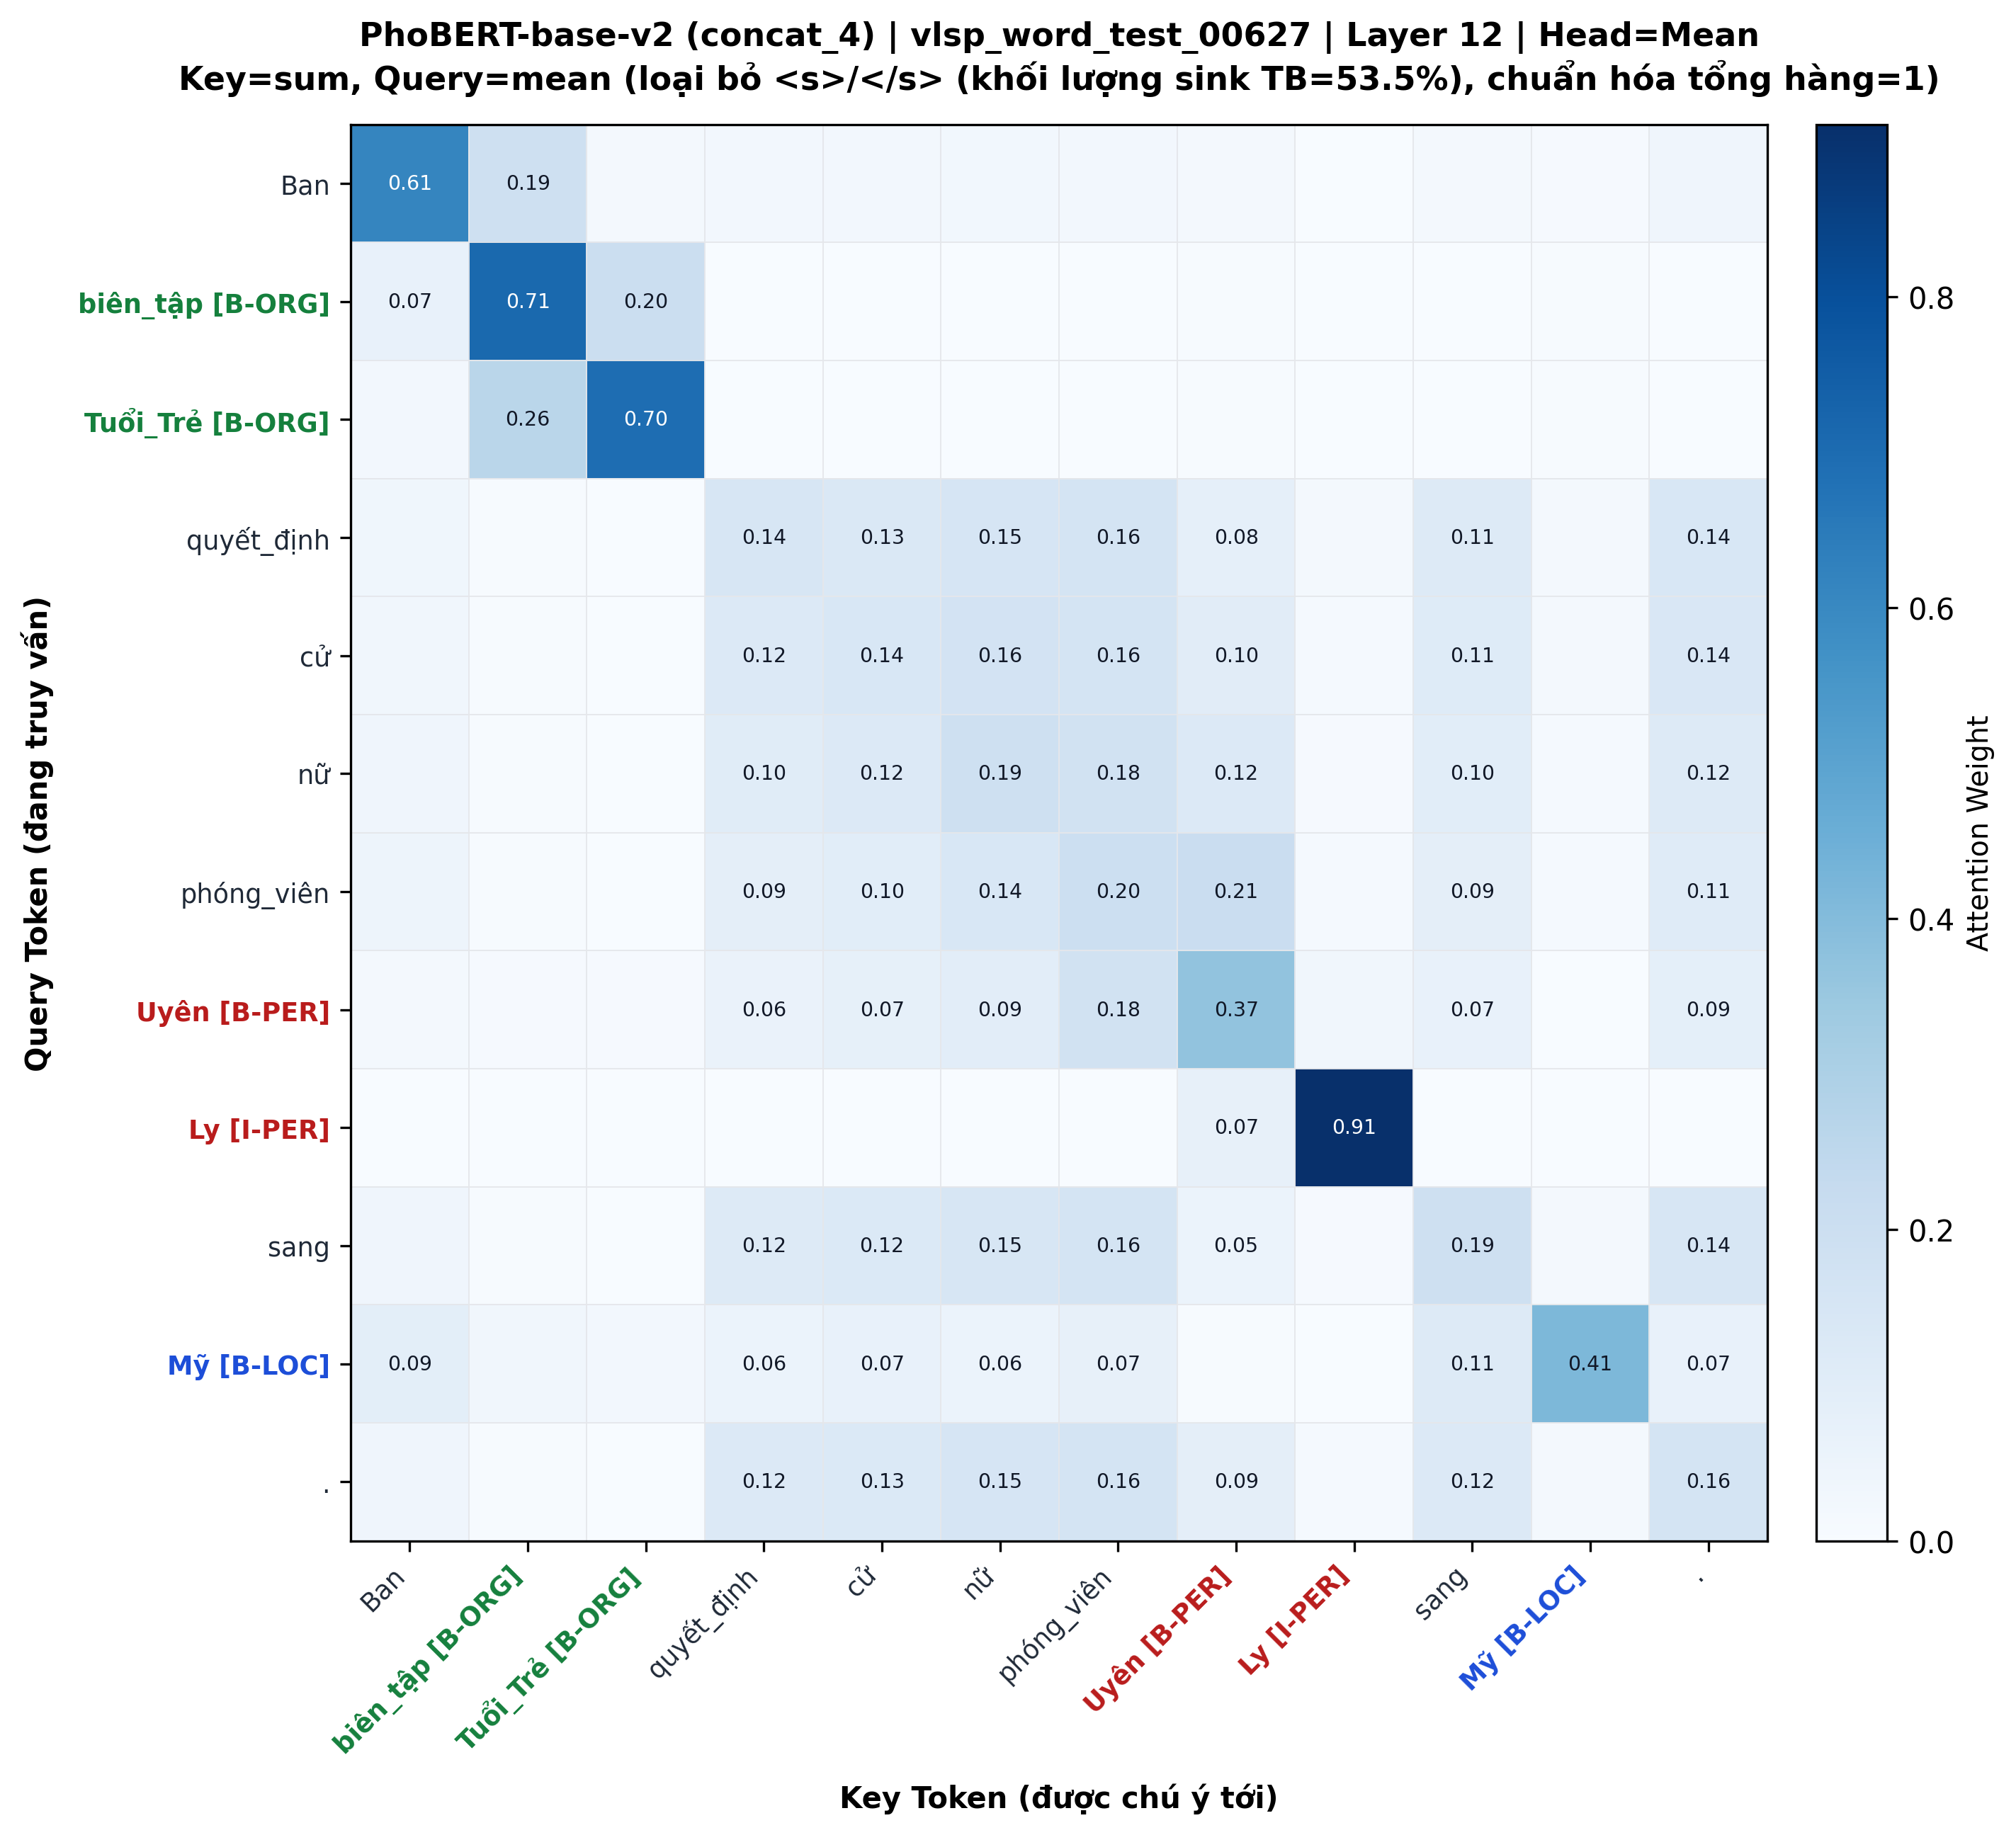 PhoBERT-base-v2 (concat_4) | vlsp_word_test_00627 | Layer 12 | Head=Mean
Key=sum, Query=mean (loại bỏ <s>/</s> (khối lượng sink TB=53.5%), chuẩn hóa tổng hàng=1)
Query Token (đang truy vấn)
Ban 0.61 0.19
biên_tập [B-ORG] 0.07 0.71 0.20
Tuổi_Trẻ [B-ORG] 0.26 0.70
quyết_định 0.14 0.13 0.15 0.16 0.08 0.11 0.14
cử 0.12 0.14 0.16 0.16 0.10 0.11 0.14
nữ 0.10 0.12 0.19 0.18 0.12 0.10 0.12
phóng_viên 0.09 0.10 0.14 0.20 0.21 0.09 0.11
Uyên [B-PER] 0.06 0.07 0.09 0.18 0.37 0.07 0.09
Ly [I-PER] 0.07 0.91
sang 0.12 0.12 0.15 0.16 0.05 0.19 0.14
Mỹ [B-LOC] 0.09 0.06 0.07 0.06 0.07 0.11 0.41 0.07
. 0.12 0.13 0.15 0.16 0.09 0.12 0.16
Ban
biên_tập [B-ORG]
Tuổi_Trẻ [B-ORG]
quyết_định
cử
nữ
phóng_viên
Uyên [B-PER]
Ly [I-PER]
sang
Mỹ [B-LOC]
.
Key Token (được chú ý tới)
0.8
0.6
0.4
0.2
0.0
Attention Weight